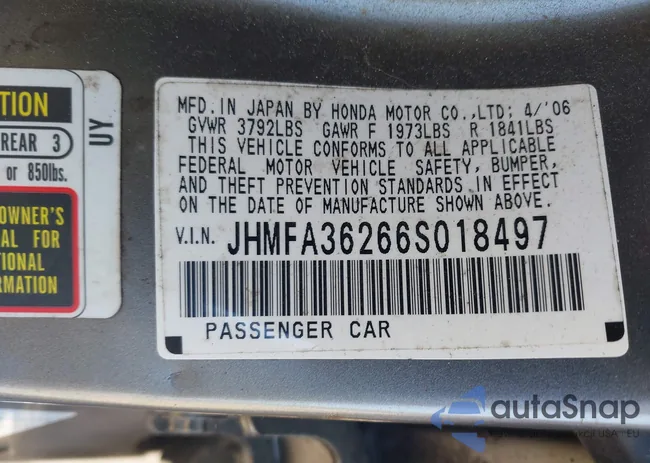 TION
REAR 3
or 850lbs.
OWNER'S
AL FOR
TIONAL
RMATION
UY
MFD. IN JAPAN BY HONDA MOTOR CO.,LTD; 4/'06
GVWR 3792LBS GAWR F 1973LBS R 1841LBS
THIS VEHICLE CONFORMS TO ALL APPLICABLE
FEDERAL MOTOR VEHICLE SAFETY, BUMPER,
AND THEFT PREVENTION STANDARDS IN EFFECT
ON THE DATE OF MANUFACTURE SHOWN ABOVE.
V.I.N. JHMFA36266S018497
PASSENGER CAR
autaSnap